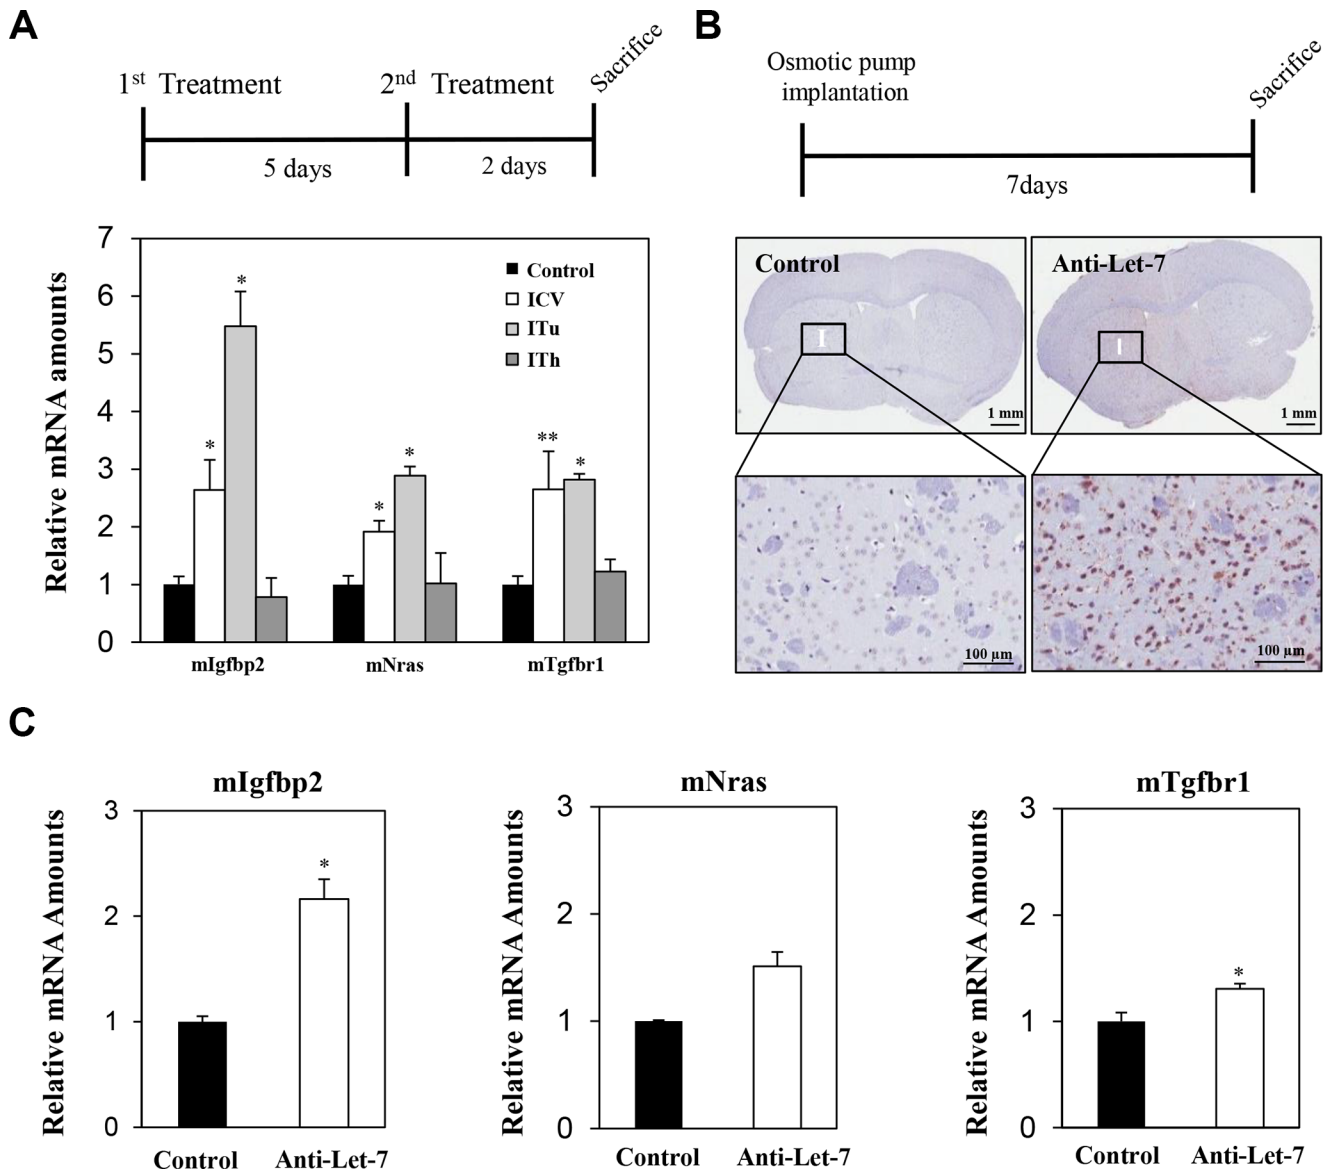 A
1st Treatment
2nd Treatment
Sacrifice
5 days
2 days
Relative mRNA amounts
7
6
5
4
3
2
1
0
Control
ICV
ITu
ITh
*
*
*
*
**
*
mIgfbp2
mNras
mTgfbr1
B
Osmotic pump
implantation
Sacrifice
7days
Control
I
1 mm
Anti-Let-7
I
1 mm
100 µm
100 µm
C
mIgfbp2
Relative mRNA Amounts
3
2
1
0
*
Control
Anti-Let-7
mNras
Relative mRNA Amounts
3
2
1
0
Control
Anti-Let-7
mTgfbr1
Relative mRNA Amounts
3
2
1
0
*
Control
Anti-Let-7